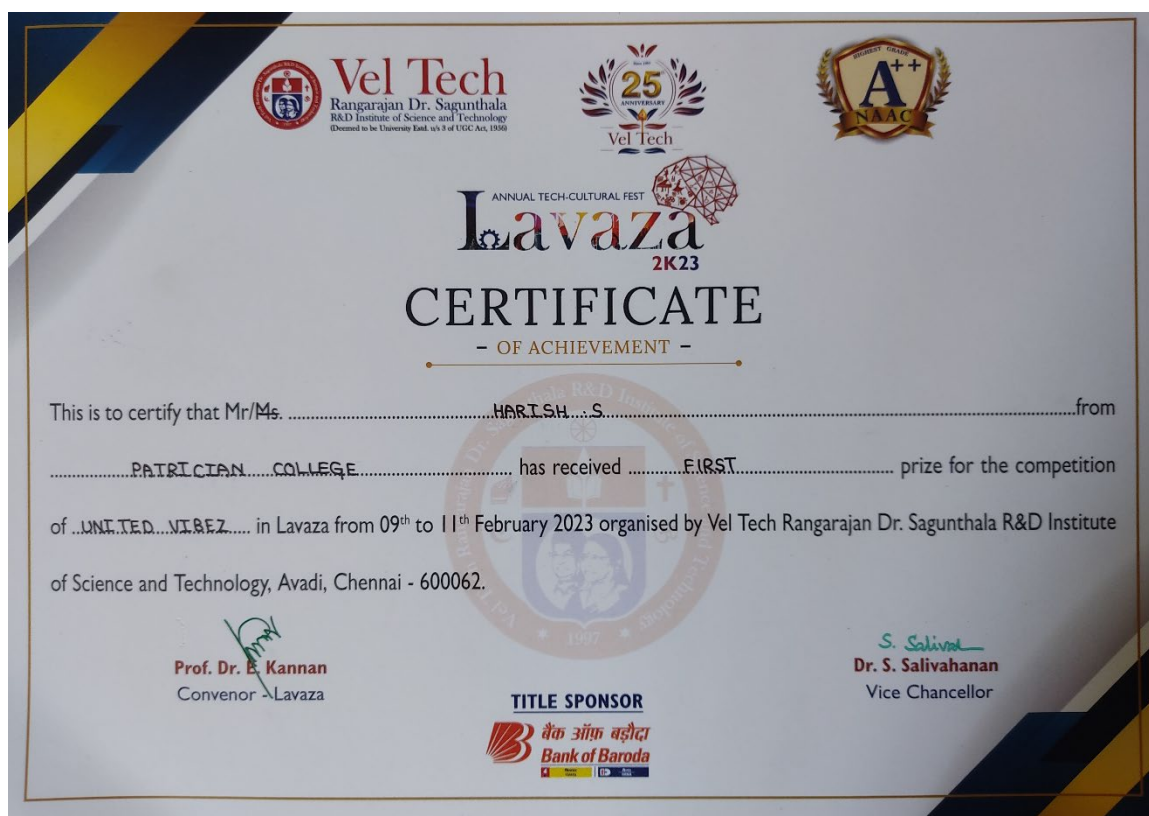 Vel Tech
Rangarajan Dr. Sagunthala
R&D Institute of Science and Technology
(Deemed to be University Estd. u/s 3 of UGC Act, 1956)
25
ANNIVERSARY
Vel Tech
HIGHEST GRADE
A++
NAAC
ANNUAL TECH-CULTURAL FEST
Lavaza
2K23
CERTIFICATE
- OF ACHIEVEMENT -
This is to certify that Mr/Ms. HARISH . S from
PATRICIAN COLLEGE has received FIRST prize for the competition
of UNITED VIBEZ in Lavaza from 09th to 11th February 2023 organised by Vel Tech Rangarajan Dr. Sagunthala R&D Institute
of Science and Technology, Avadi, Chennai - 600062.
1997
S. Salivah
Prof. Dr. E. Kannan
Convenor - Lavaza
Dr. S. Salivahanan
Vice Chancellor
TITLE SPONSOR
बैंक ऑफ़ बड़ौदा
Bank of Baroda